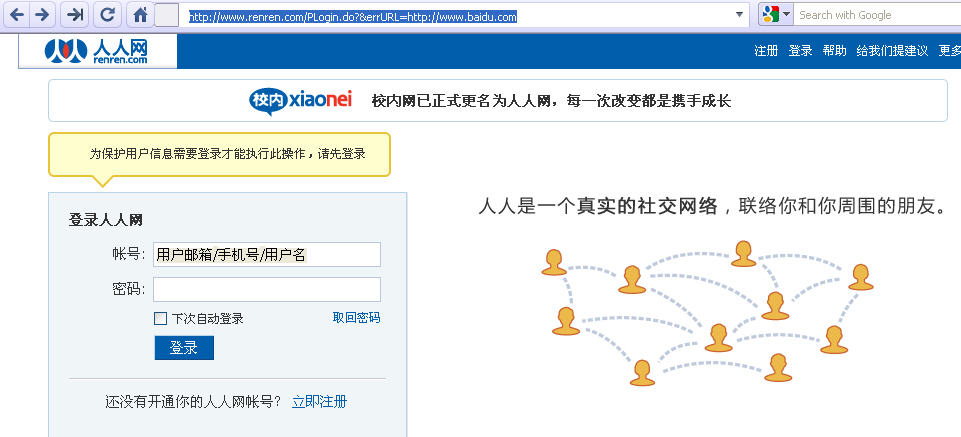 http://www.renren.com/PLogin.do?&errURL=http://www.baidu.com
Search with Google
人人网
renren.com
注册 登录 帮助 给我们提建议 更多
校内 xiaonei 校内网已正式更名为人人网，每一次改变都是携手成长
为保护用户信息需要登录才能执行此操作，请先登录
登录人人网
人人是一个真实的社交网络，联络你和你周围的朋友。
帐号: 用户邮箱/手机号/用户名
密码:
下次自动登录 取回密码
登录
还没有开通你的人人网帐号？ 立即注册